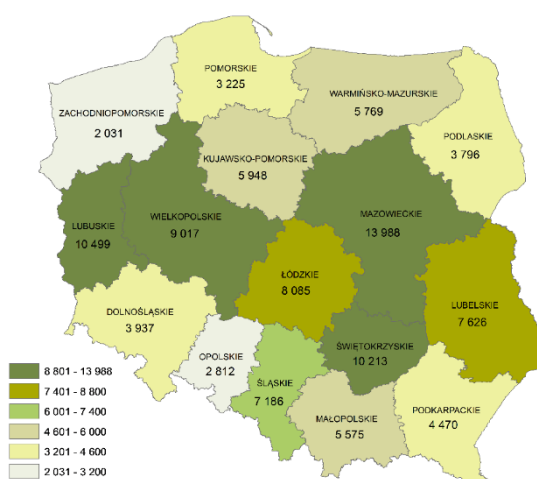 POMORSKIE
3 225
WARMIŃSKO-MAZURSKIE
5 769
ZACHODNIOPOMORSKIE
2 031
PODLASKIE
3 796
KUJAWSKO-POMORSKIE
5 948
LUBUSKIE
10 499
WIELKOPOLSKIE
9 017
MAZOWIECKIE
13 988
ŁÓDZKIE
8 085
LUBELSKIE
7 626
DOLNOŚLĄSKIE
3 937
OPOLSKIE
2 812
ŚLĄSKIE
7 186
ŚWIĘTOKRZYSKIE
10 213
MAŁOPOLSKIE
5 575
PODKARPACKIE
4 470
8 801 - 13 988
7 401 - 8 800
6 001 - 7 400
4 601 - 6 000
3 201 - 4 600
2 031 - 3 200